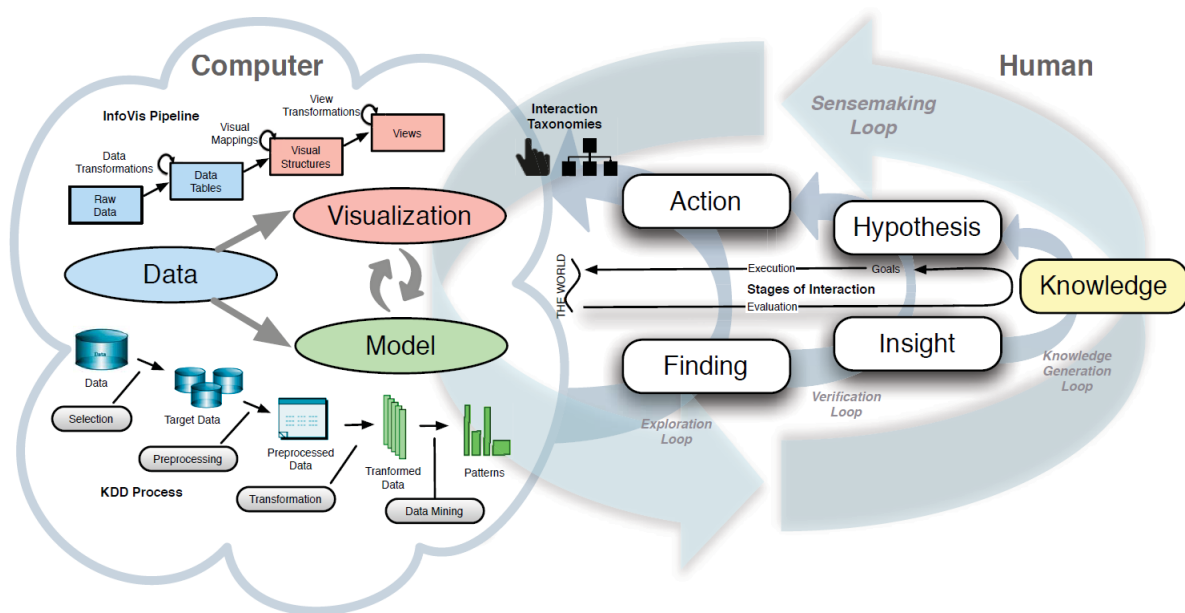 Computer
Human
InfoVis Pipeline
View
Transformations
Visual
Mappings
Data
Transformations
Raw
Data
Data
Tables
Visual
Structures
Views
Visualization
Data
Model
Data
Data
Selection
Target Data
Preprocessing
Preprocessed
Data
Transformation
Tranformed
Data
Data Mining
Patterns
KDD Process
Interaction
Taxonomies
Sensemaking
Loop
Action
Hypothesis
THE WORLD
Execution
Goals
Stages of Interaction
Evaluation
Knowledge
Finding
Insight
Exploration
Loop
Verification
Loop
Knowledge
Generation
Loop